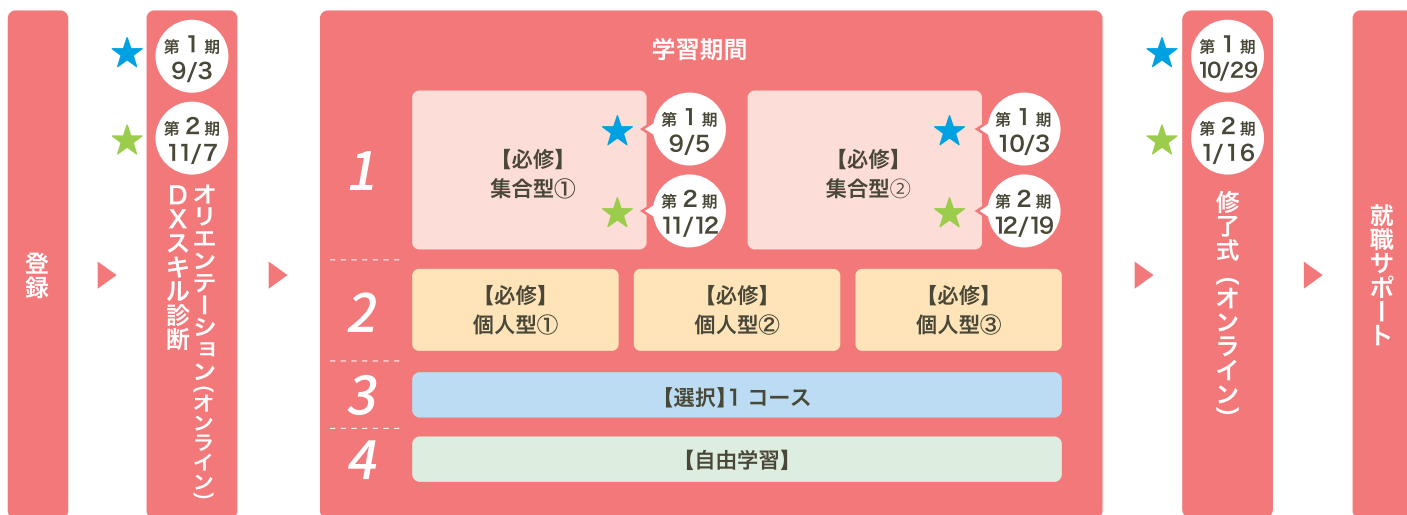 登録
第1期
9/3
第2期
11/7
オリエンテーション(オンライン)
DXスキル診断
学習期間
1
【必修】
集合型①
第1期
9/5
第2期
11/12
【必修】
集合型②
第1期
10/3
第2期
12/19
2
【必修】
個人型①
【必修】
個人型②
【必修】
個人型③
3
【選択】1 コース
4
【自由学習】
第1期
10/29
第2期
1/16
修了式(オンライン)
就職サポート